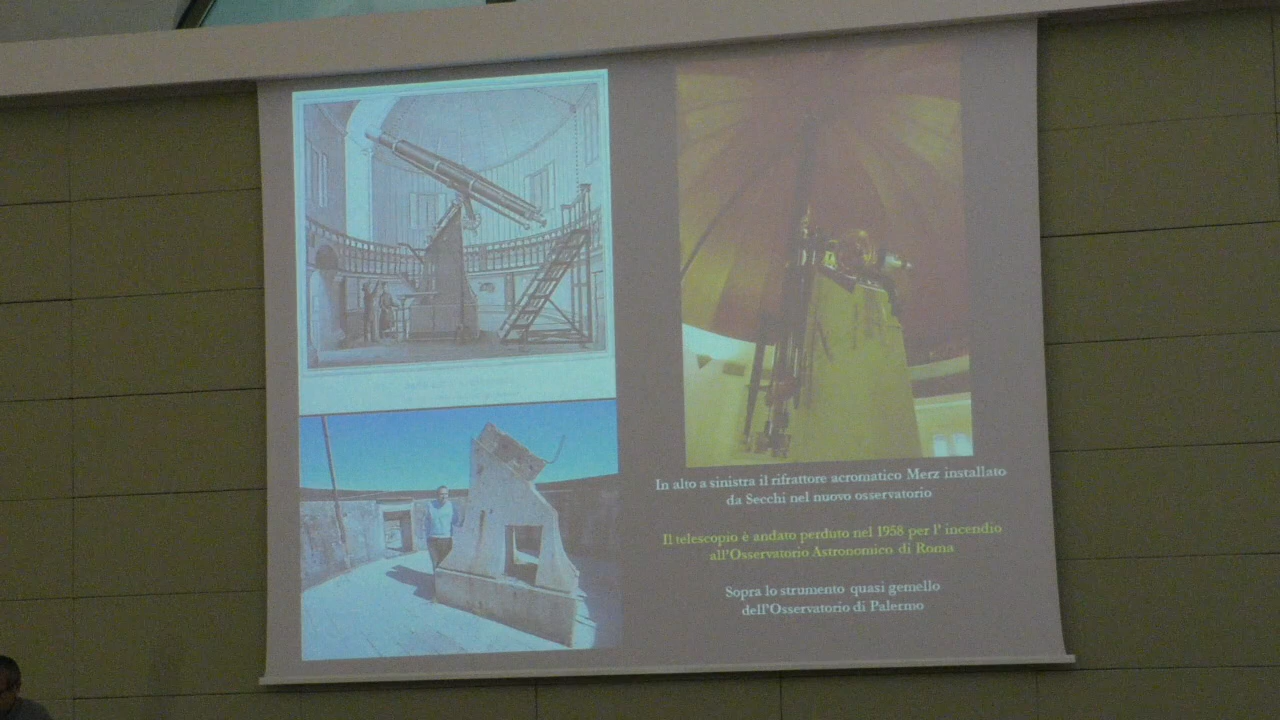 In alto a sinistra il rifrattore acromatico Merz installato
da Secchi nel nuovo osservatorio
Il telescopio è andato perduto nel 1958 per l' incendio
all'Osservatorio Astronomico di Roma
Sopra lo strumento quasi gemello
dell'Osservatorio di Palermo